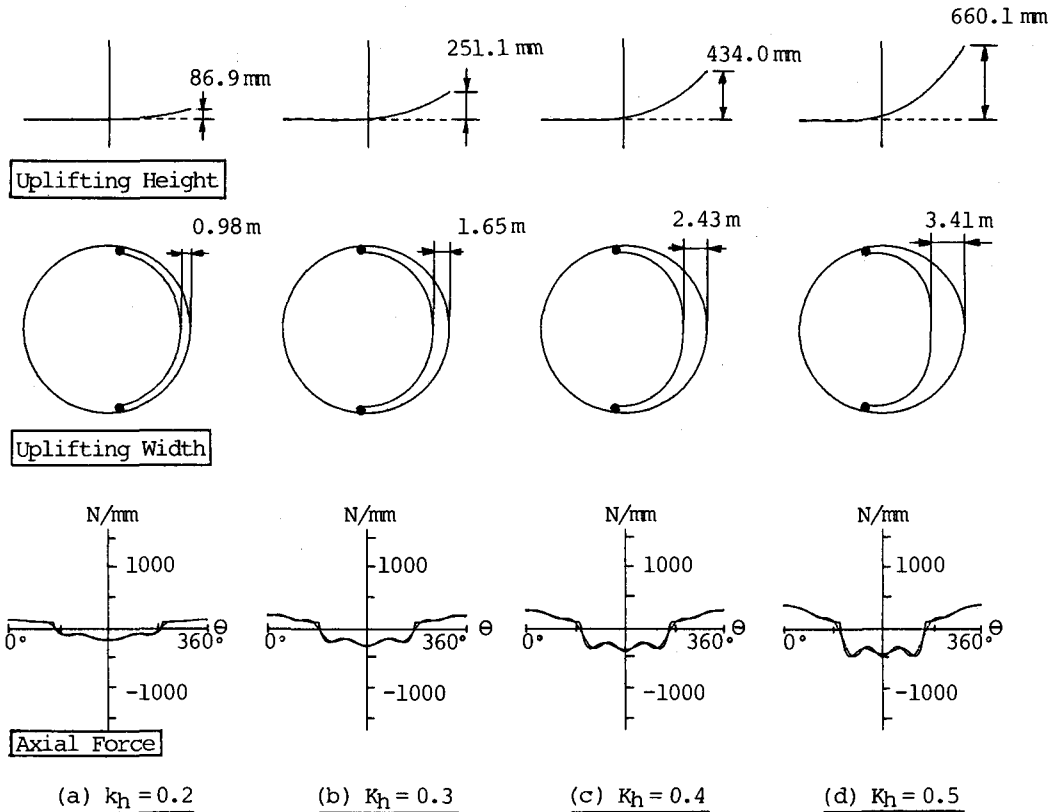 86.9 mm
251.1 mm
434.0 mm
660.1 mm
Uplifting Height
0.98 m
1.65 m
2.43 m
3.41 m
Uplifting Width
N/mm
N/mm
N/mm
N/mm
1000
1000
1000
1000
0° 360° θ
0° 360° θ
0° 360° θ
0° 360° θ
-1000
-1000
-1000
-1000
Axial Force
(a) kh = 0.2
(b) Kh = 0.3
(c) Kh = 0.4
(d) Kh = 0.5